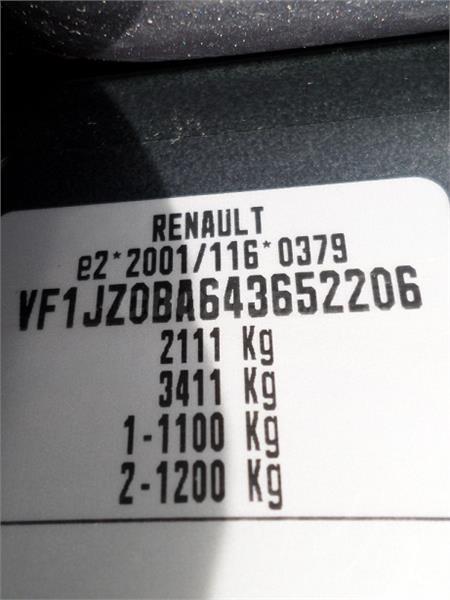 RENAULT
e2*2001/116*0379
VF1JZ0BA643652206
2111 Kg
3411 Kg
1-1100 Kg
2-1200 Kg